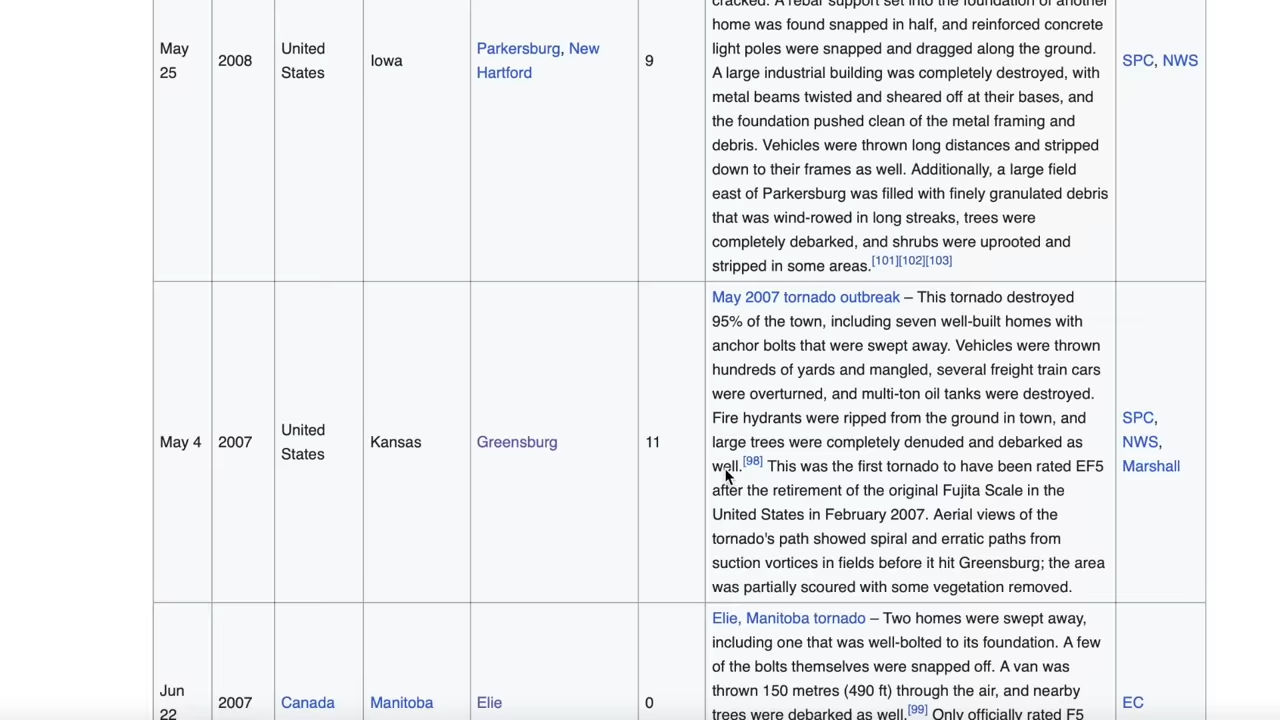 cracked. A rebar support set into the foundation of another
home was found snapped in half, and reinforced concrete
light poles were snapped and dragged along the ground.
A large industrial building was completely destroyed, with
metal beams twisted and sheared off at their bases, and
the foundation pushed clean of the metal framing and
debris. Vehicles were thrown long distances and stripped
down to their frames as well. Additionally, a large field
east of Parkersburg was filled with finely granulated debris
that was wind-rowed in long streaks, trees were
completely debarked, and shrubs were uprooted and
stripped in some areas.[101][102][103]
May
25
2008
United
States
Iowa
Parkersburg, New
Hartford
9
SPC, NWS
May 4
2007
United
States
Kansas
Greensburg
11
May 2007 tornado outbreak – This tornado destroyed
95% of the town, including seven well-built homes with
anchor bolts that were swept away. Vehicles were thrown
hundreds of yards and mangled, several freight train cars
were overturned, and multi-ton oil tanks were destroyed.
Fire hydrants were ripped from the ground in town, and
large trees were completely denuded and debarked as
well.[98] This was the first tornado to have been rated EF5
after the retirement of the original Fujita Scale in the
United States in February 2007. Aerial views of the
tornado's path showed spiral and erratic paths from
suction vortices in fields before it hit Greensburg; the area
was partially scoured with some vegetation removed.
SPC,
NWS,
Marshall
Jun
22
2007
Canada
Manitoba
Elie
0
Elie, Manitoba tornado – Two homes were swept away,
including one that was well-bolted to its foundation. A few
of the bolts themselves were snapped off. A van was
thrown 150 metres (490 ft) through the air, and nearby
trees were debarked as well.[99] Only officially rated F5
EC